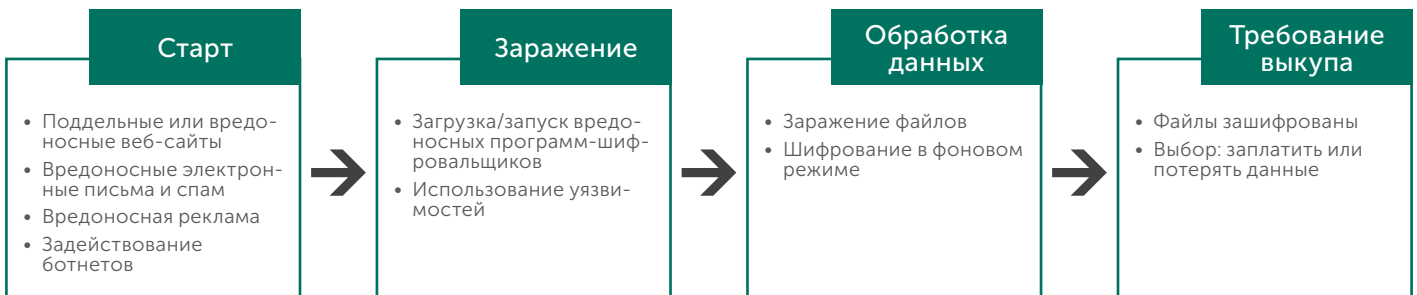 Старт
• Поддельные или вредо-
носные веб-сайты
• Вредоносные электрон-
ные письма и спам
• Вредоносная реклама
• Задействование
ботнетов
Заражение
• Загрузка/запуск вредо-
носных программ-шиф-
ровальщиков
• Использование уязви-
мостей
Обработка
данных
• Заражение файлов
• Шифрование в фоновом
режиме
Требование
выкупа
• Файлы зашифрованы
• Выбор: заплатить или
потерять данные